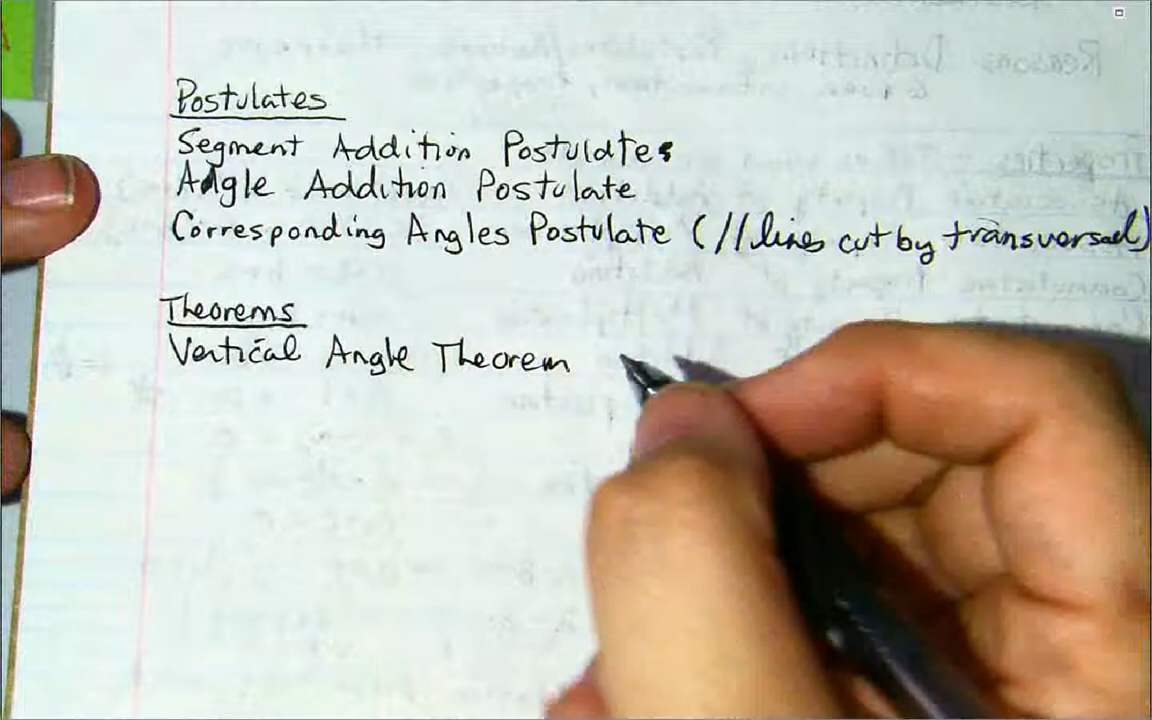 Postulates
Segment Addition Postulates
Angle Addition Postulate
Corresponding Angles Postulate (// lines cut by transversal)
Theorems
Vertical Angle Theorem